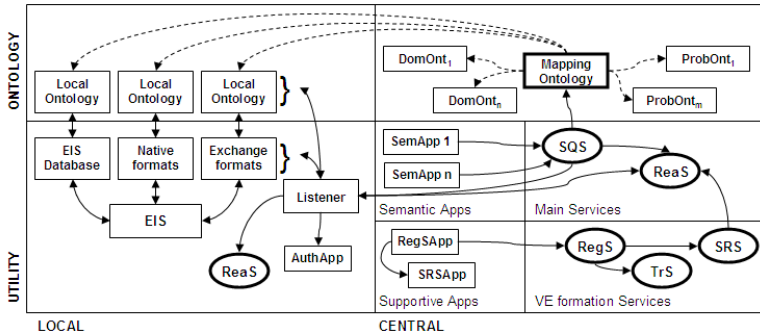 ONTOLOGY
Local
Ontology
Local
Ontology
Local
Ontology
}
DomOnt1
DomOntn
Mapping
Ontology
ProbOnt1
ProbOntm
UTILITY
EIS
Database
Native
formats
Exchange
formats
}
EIS
Listener
ReaS
AuthApp
SemApp 1
SemApp n
Semantic Apps
SQS
ReaS
Main Services
RegSApp
SRSApp
Supportive Apps
RegS
SRS
TrS
VE formation Services
LOCAL
CENTRAL